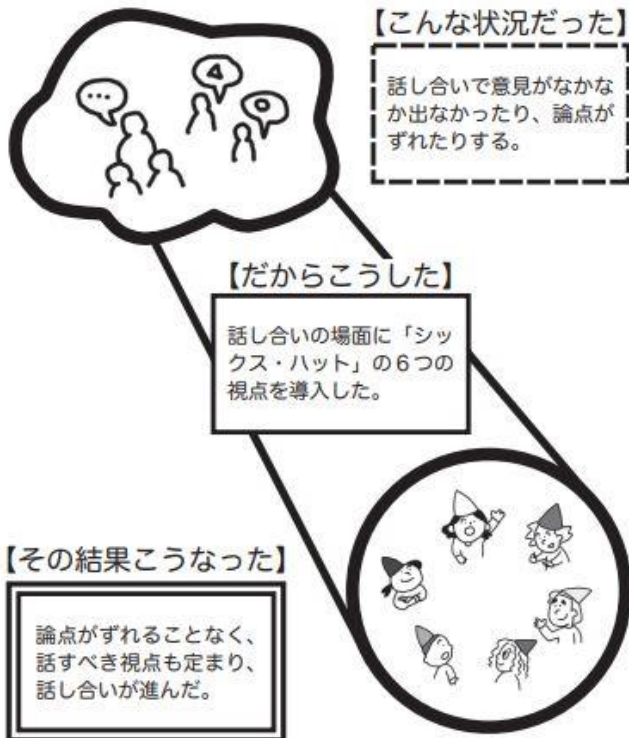 【こんな状況だった】
話し合いで意見がなかな
か出なかったり、論点が
ずれたりする。
…
【だからこうした】
話し合いの場面に「シッ
クス・ハット」の6つの
視点を導入した。
【その結果こうなった】
論点がずれることなく、
話すべき視点も定まり、
話し合いが進んだ。